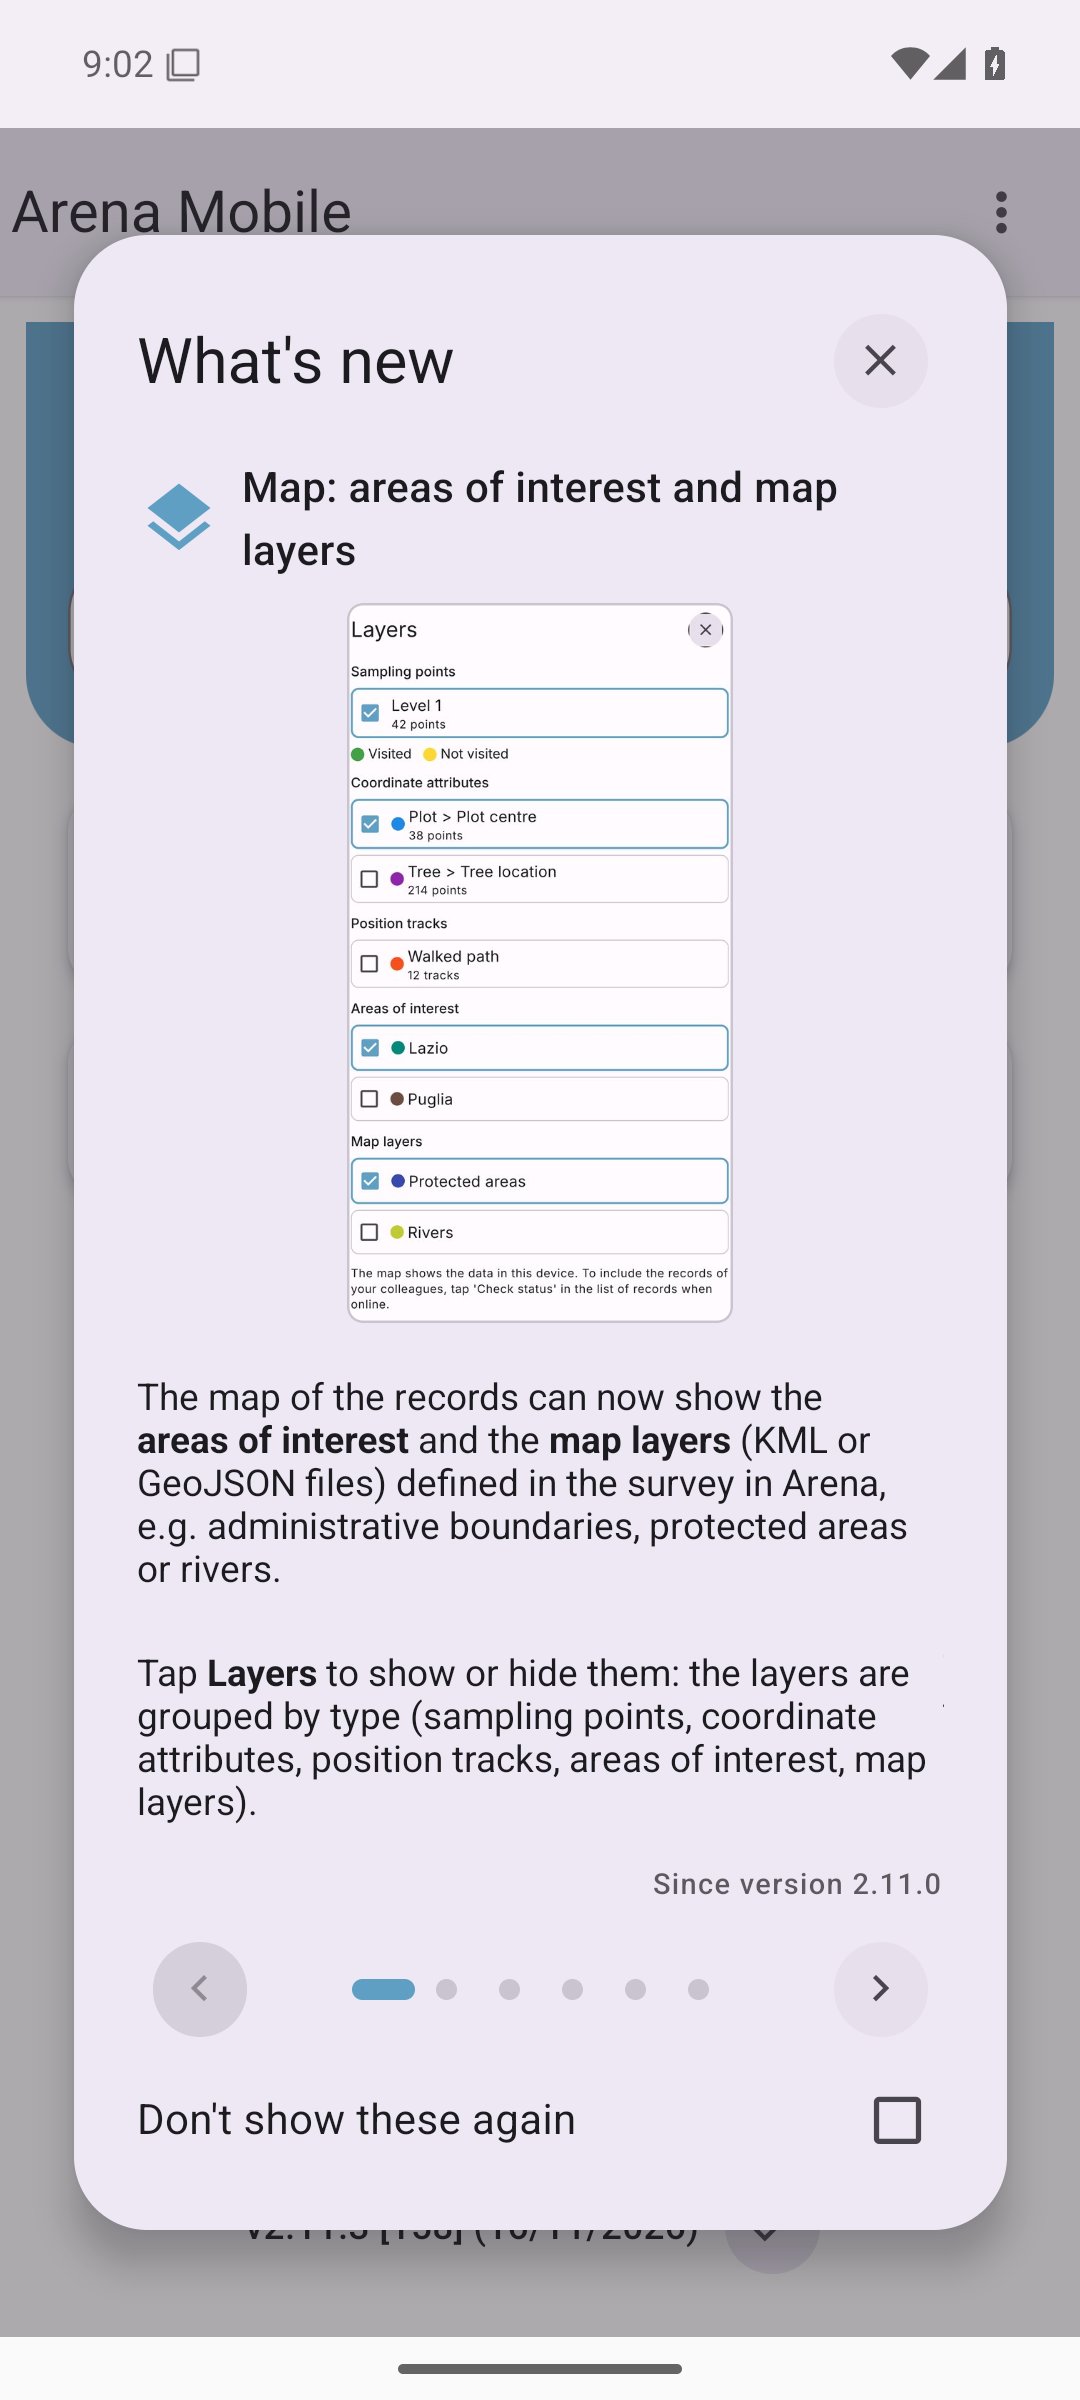 9:02
Arena Mobile
What's new
Map: areas of interest and map
layers
Layers
Sampling points
Level 1
42 points
Visited Not visited
Coordinate attributes
Plot > Plot centre
38 points
Tree > Tree location
214 points
Position tracks
Walked path
12 tracks
Areas of interest
Lazio
Puglia
Map layers
Protected areas
Rivers
The map shows the data in this device. To include the records of
your colleagues, tap 'Check status' in the list of records when
online.
The map of the records can now show the
areas of interest and the map layers (KML or
GeoJSON files) defined in the survey in Arena,
e.g. administrative boundaries, protected areas
or rivers.
Tap Layers to show or hide them: the layers are
grouped by type (sampling points, coordinate
attributes, position tracks, areas of interest, map
layers).
Since version 2.11.0
Don't show these again